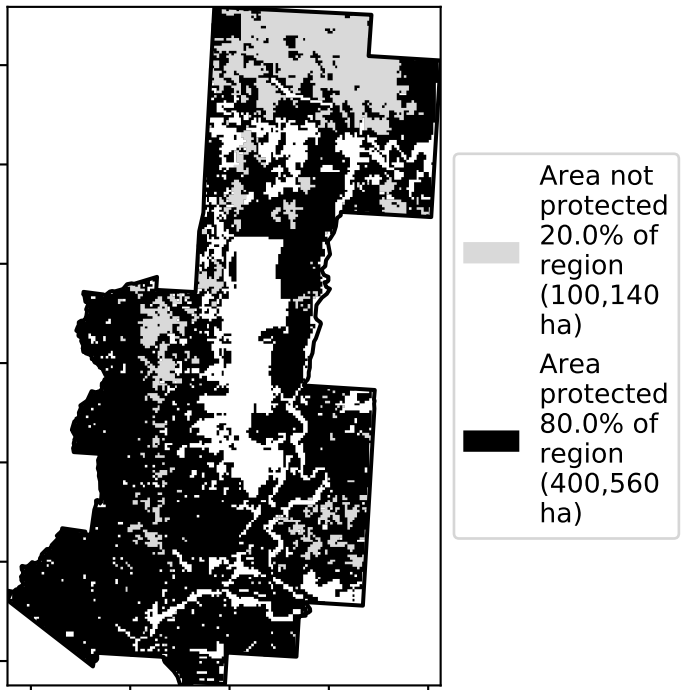 Area not
protected
20.0% of
region
(100,140
ha)
Area
protected
80.0% of
region
(400,560
ha)